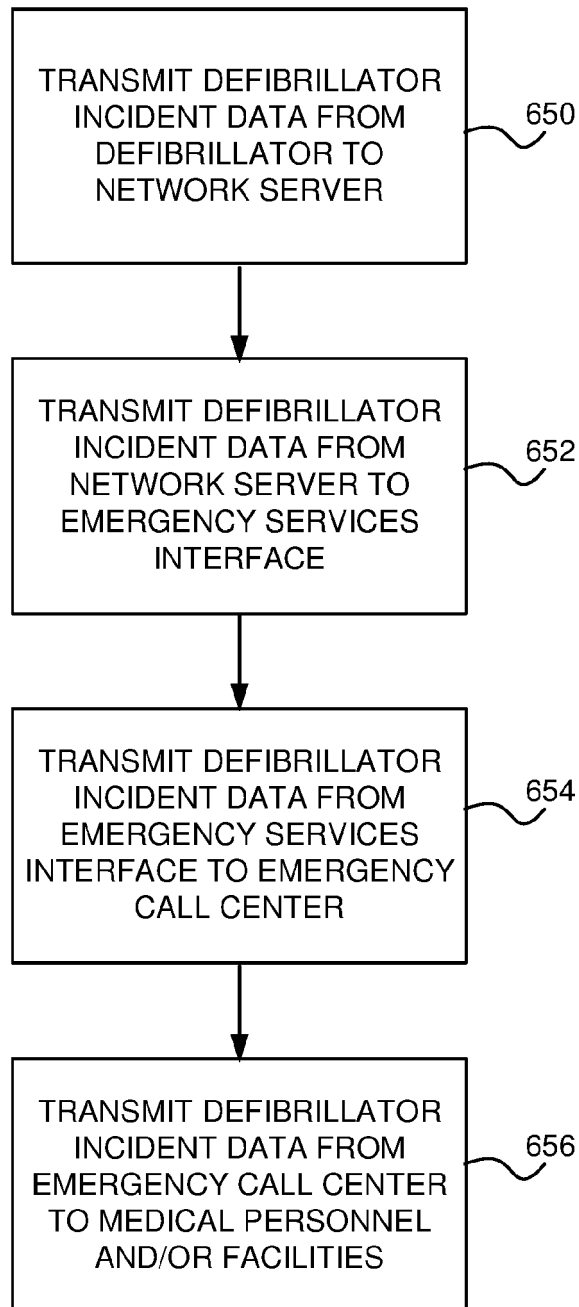 TRANSMIT DEFIBRILLATOR
INCIDENT DATA FROM
DEFIBRILLATOR TO
NETWORK SERVER
650
TRANSMIT DEFIBRILLATOR
INCIDENT DATA FROM
NETWORK SERVER TO
EMERGENCY SERVICES
INTERFACE
652
TRANSMIT DEFIBRILLATOR
INCIDENT DATA FROM
EMERGENCY SERVICES
INTERFACE TO EMERGENCY
CALL CENTER
654
TRANSMIT DEFIBRILLATOR
INCIDENT DATA FROM
EMERGENCY CALL CENTER
TO MEDICAL PERSONNEL
AND/OR FACILITIES
656